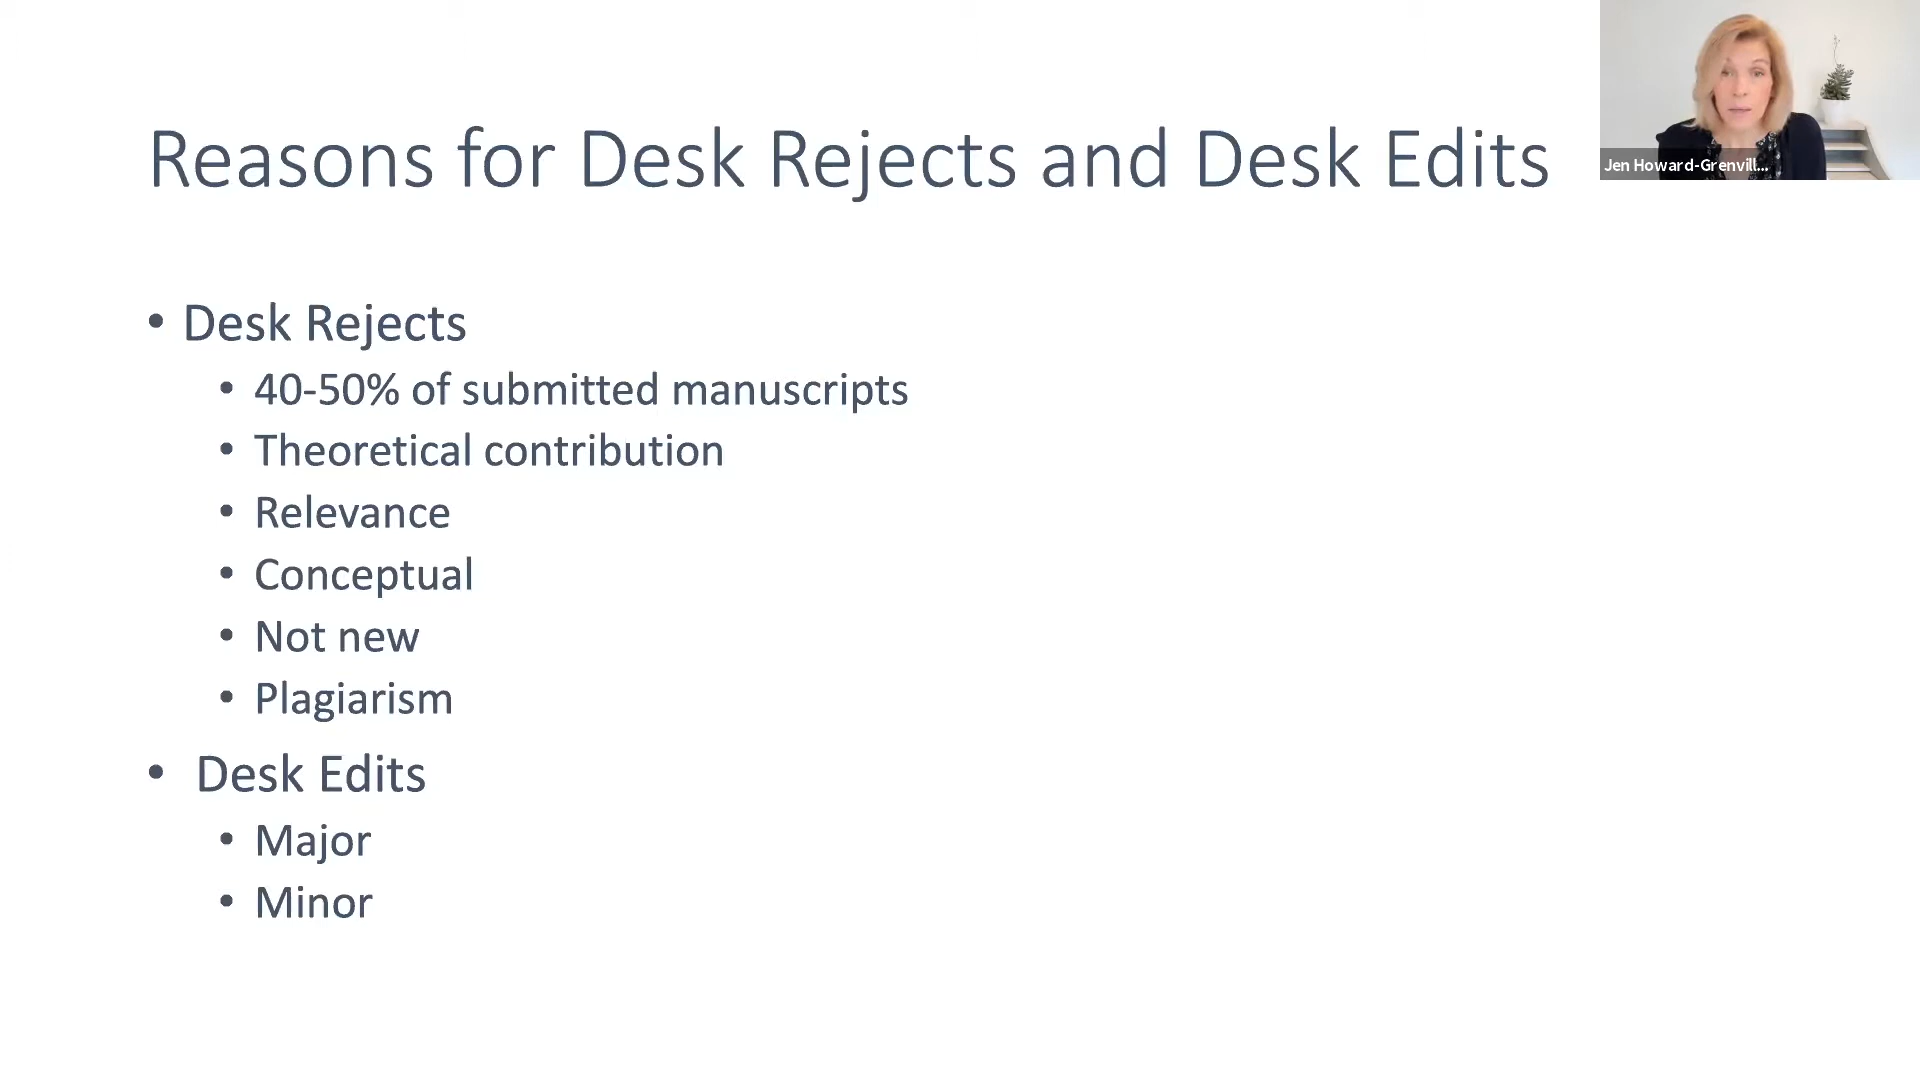 Reasons for Desk Rejects and Desk Edits
Jen Howard-Grenvill...
• Desk Rejects
• 40-50% of submitted manuscripts
• Theoretical contribution
• Relevance
• Conceptual
• Not new
• Plagiarism
• Desk Edits
• Major
• Minor